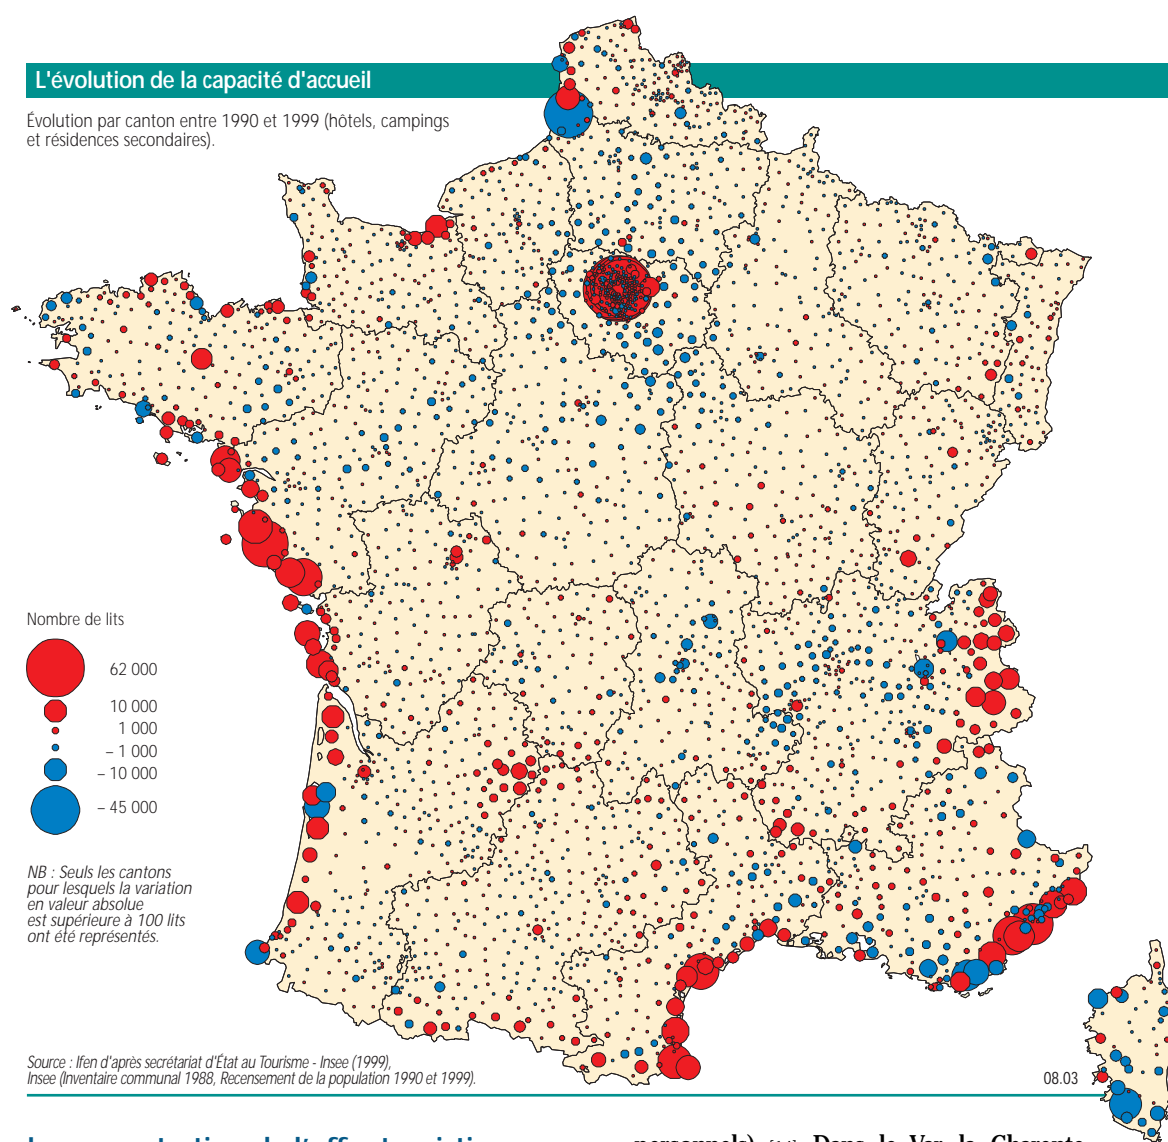 L'évolution de la capacité d'accueil
Évolution par canton entre 1990 et 1999 (hôtels, campings
et résidences secondaires).
Nombre de lits
62 000
10 000
1 000
– 1 000
– 10 000
– 45 000
NB : Seuls les cantons
pour lesquels la variation
en valeur absolue
est supérieure à 100 lits
ont été représentés.
Source : Ifen d'après secrétariat d'État au Tourisme - Insee (1999),
Insee (Inventaire communal 1988, Recensement de la population 1990 et 1999).
08.03